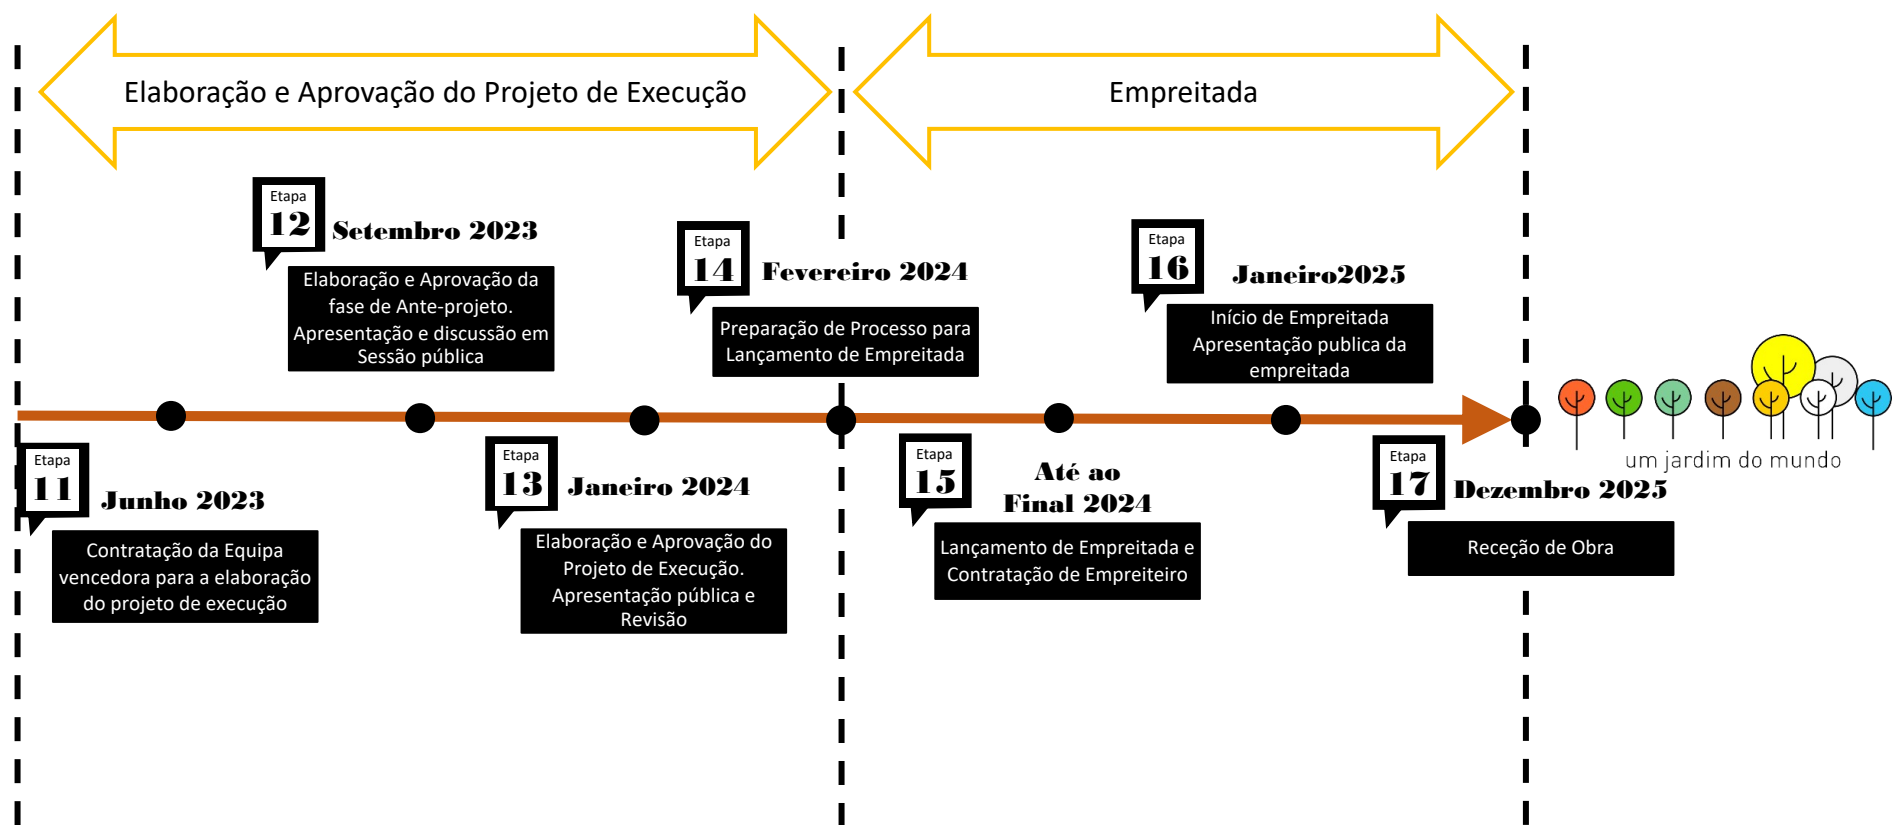 Elaboração e Aprovação do Projeto de Execução
Empreitada
Etapa
11
Junho 2023
Contratação da Equipa
vencedora para a elaboração
do projeto de execução
Etapa
12
Setembro 2023
Elaboração e Aprovação da
fase de Ante-projeto.
Apresentação e discussão em
Sessão pública
Etapa
13
Janeiro 2024
Elaboração e Aprovação do
Projeto de Execução.
Apresentação pública e
Revisão
Etapa
14
Fevereiro 2024
Preparação de Processo para
Lançamento de Empreitada
Etapa
15
Até ao
Final 2024
Lançamento de Empreitada e
Contratação de Empreiteiro
Etapa
16
Janeiro2025
Início de Empreitada
Apresentação publica da
empreitada
Etapa
17
Dezembro 2025
Receção de Obra
um jardim do mundo